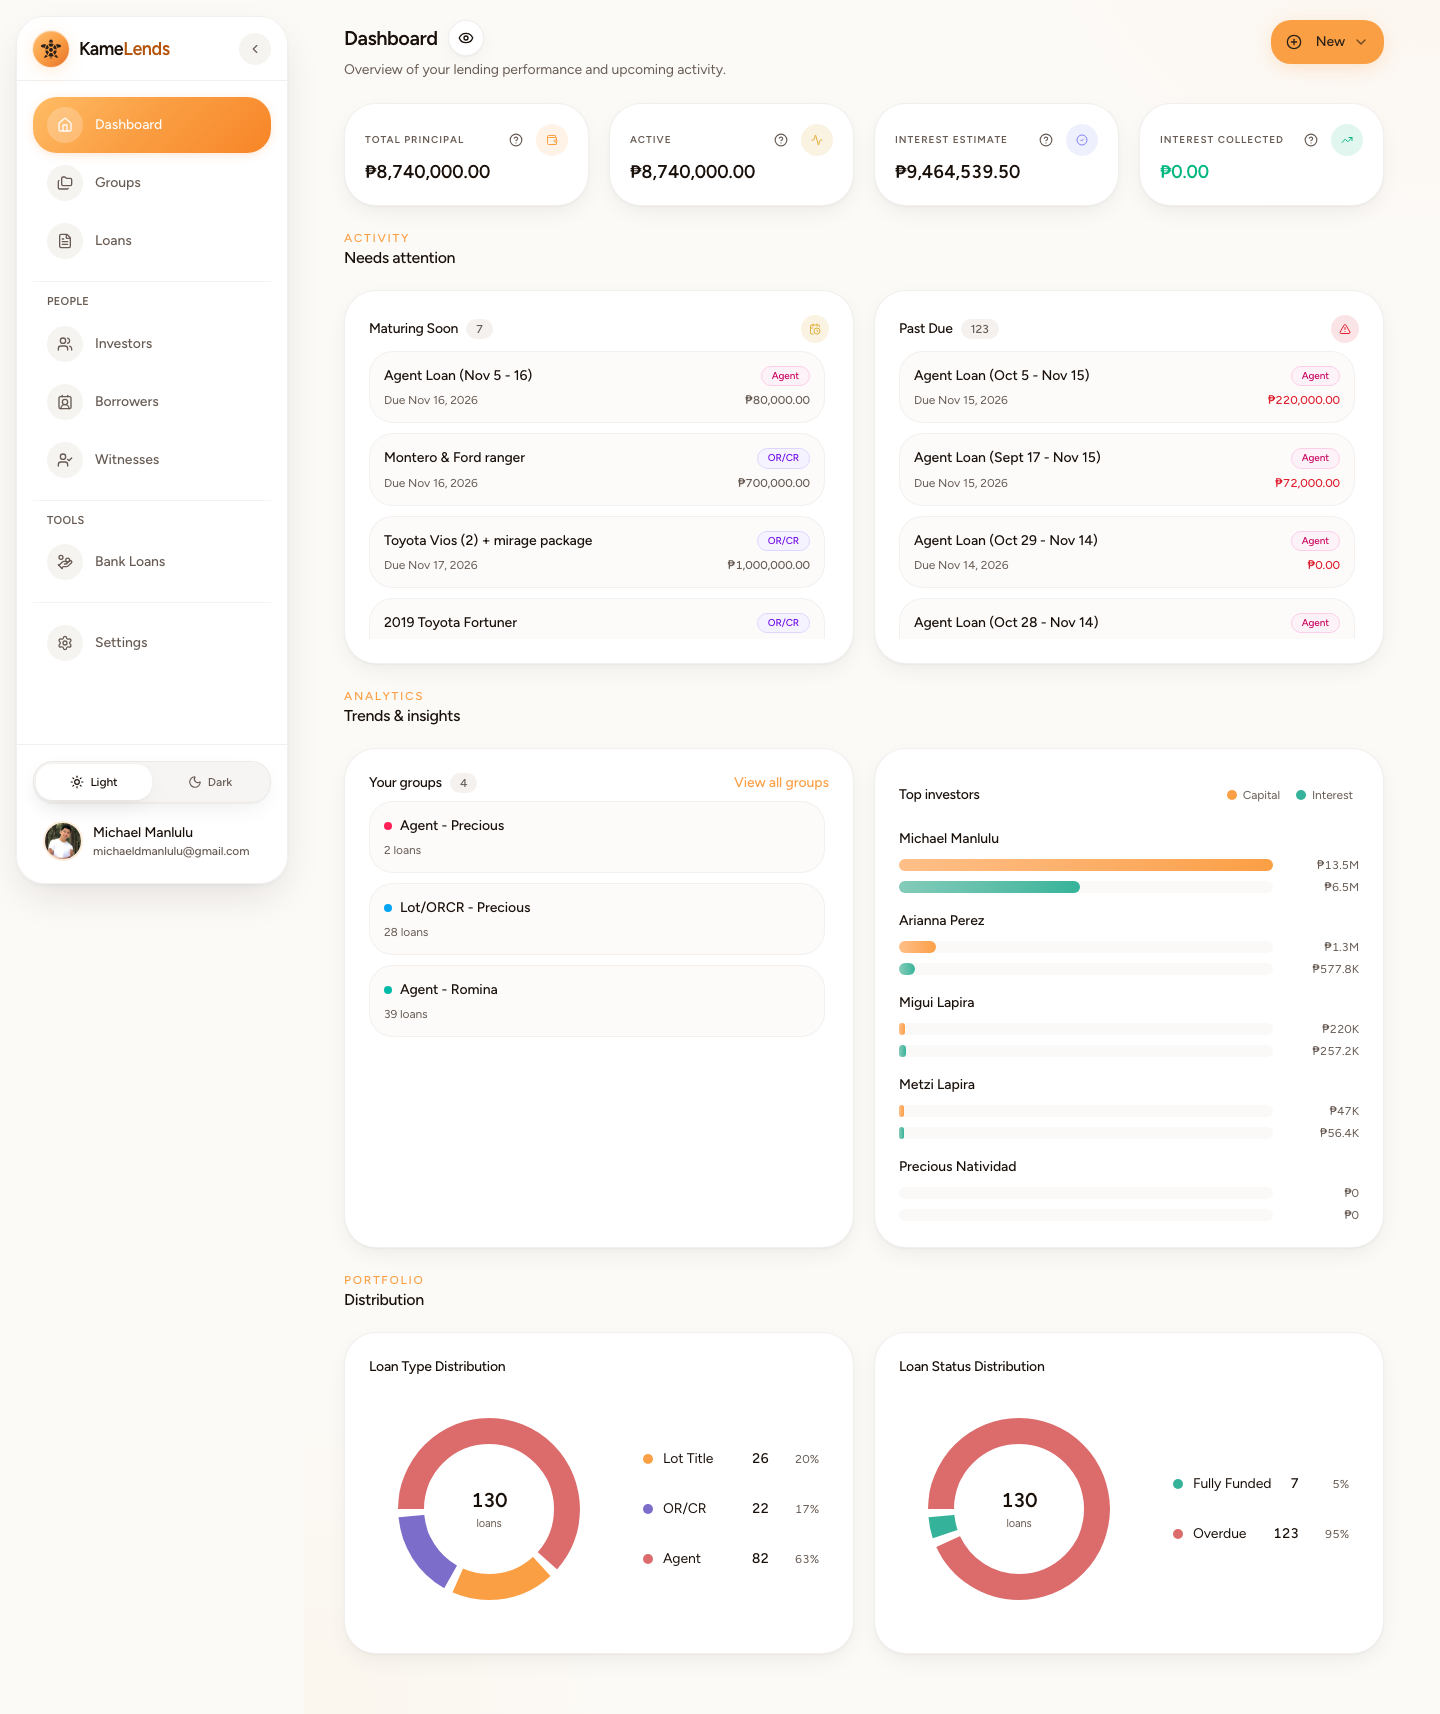 KameLends
Dashboard
Groups
Loans
PEOPLE
Investors
Borrowers
Witnesses
TOOLS
Bank Loans
Settings
Light
Dark
Michael Manlulu
michaeldmanlulu@gmail.com
Dashboard
Overview of your lending performance and upcoming activity.
New
TOTAL PRINCIPAL
₱8,740,000.00
ACTIVE
₱8,740,000.00
INTEREST ESTIMATE
₱9,464,539.50
INTEREST COLLECTED
₱0.00
ACTIVITY
Needs attention
Maturing Soon 7
Agent Loan (Nov 5 - 16) Agent
Due Nov 16, 2026 ₱80,000.00
Montero & Ford ranger OR/CR
Due Nov 16, 2026 ₱700,000.00
Toyota Vios (2) + mirage package OR/CR
Due Nov 17, 2026 ₱1,000,000.00
2019 Toyota Fortuner OR/CR
Past Due 123
Agent Loan (Oct 5 - Nov 15) Agent
Due Nov 15, 2026 ₱220,000.00
Agent Loan (Sept 17 - Nov 15) Agent
Due Nov 15, 2026 ₱72,000.00
Agent Loan (Oct 29 - Nov 14) Agent
Due Nov 14, 2026 ₱0.00
Agent Loan (Oct 28 - Nov 14) Agent
ANALYTICS
Trends & insights
Your groups 4 View all groups
Agent - Precious
2 loans
Lot/ORCR - Precious
28 loans
Agent - Romina
39 loans
Top investors Capital Interest
Michael Manlulu
₱13.5M
₱6.5M
Arianna Perez
₱1.3M
₱577.8K
Migui Lapira
₱220K
₱257.2K
Metzi Lapira
₱47K
₱56.4K
Precious Natividad
₱0
₱0
PORTFOLIO
Distribution
Loan Type Distribution
130
loans
Lot Title 26 20%
OR/CR 22 17%
Agent 82 63%
Loan Status Distribution
130
loans
Fully Funded 7 5%
Overdue 123 95%